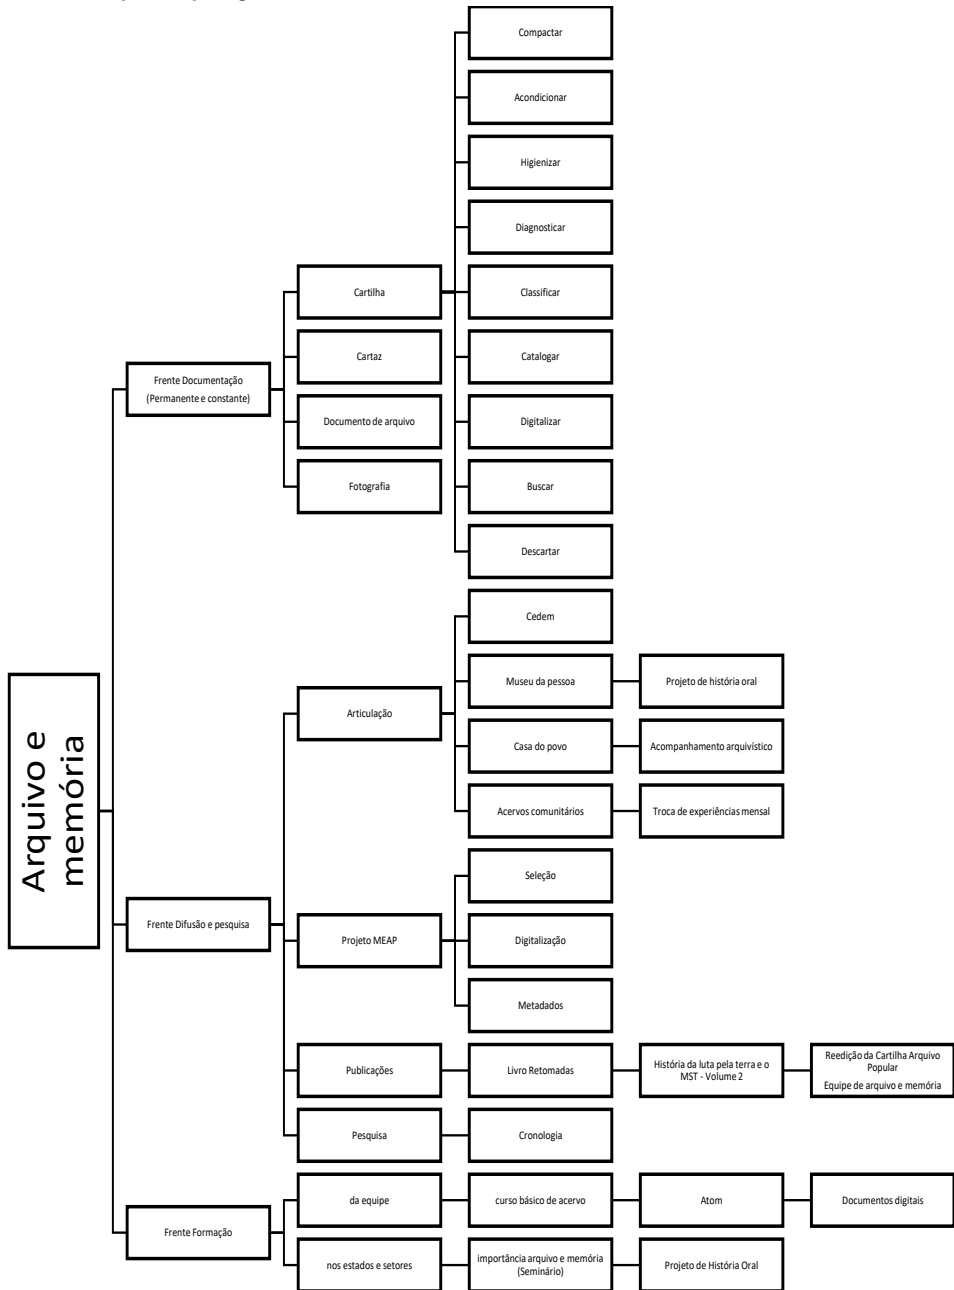 Arquivo e
memória
Frente Documentação
(Permanente e constante)
Cartilha
Compactar
Acondicionar
Higienizar
Diagnosticar
Classificar
Catalogar
Digitalizar
Buscar
Descartar
Cartaz
Documento de arquivo
Fotografia
Frente Difusão e pesquisa
Articulação
Cedem
Museu da pessoa
Projeto de história oral
Casa do povo
Acompanhamento arquivístico
Acervos comunitários
Troca de experiências mensal
Projeto MEAP
Seleção
Digitalização
Metadados
Publicações
Livro Retomadas
História da luta pela terra e o
MST - Volume 2
Reedição da Cartilha Arquivo
Popular
Equipe de arquivo e memória
Pesquisa
Cronologia
Frente Formação
da equipe
curso básico de acervo
Atom
Documentos digitais
nos estados e setores
importância arquivo e memória
(Seminário)
Projeto de História Oral